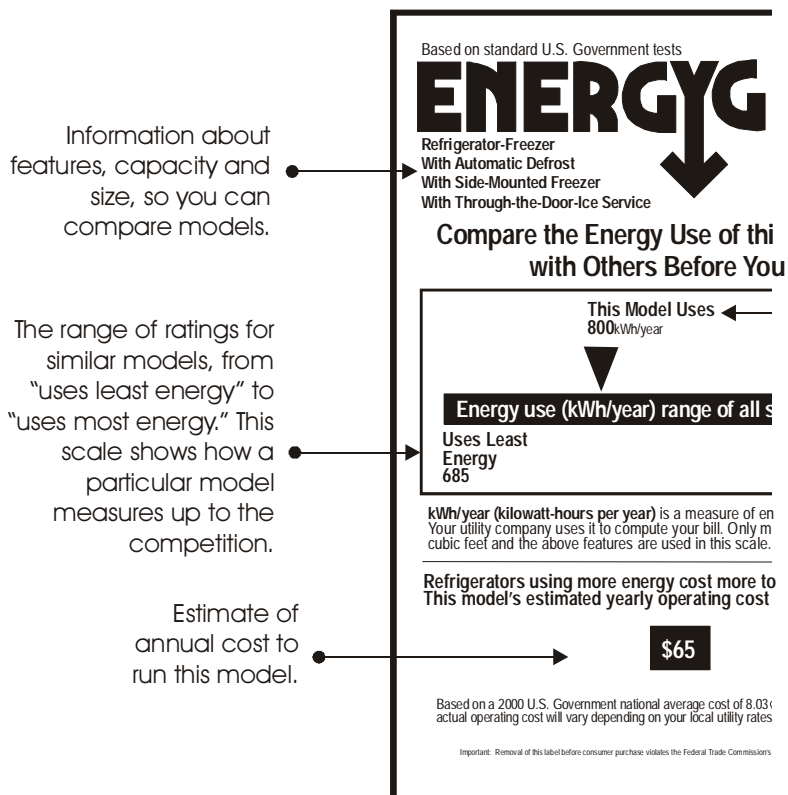 Information about
features, capacity and
size, so you can
compare models.
The range of ratings for
similar models, from
“uses least energy” to
“uses most energy.” This
scale shows how a
particular model
measures up to the
competition.
Estimate of
annual cost to
run this model.
Based on standard U.S. Government tests
ENERGYG
Refrigerator-Freezer
With Automatic Defrost
With Side-Mounted Freezer
With Through-the-Door-Ice Service
Compare the Energy Use of thi
with Others Before You
This Model Uses
800kWh/year
Energy use (kWh/year) range of all s
Uses Least
Energy
685
kWh/year (kilowatt-hours per year) is a measure of en
Your utility company uses it to compute your bill. Only m
cubic feet and the above features are used in this scale.
Refrigerators using more energy cost more to
This model's estimated yearly operating cost
$65
Based on a 2000 U.S. Government national average cost of 8.03¢
actual operating cost will vary depending on your local utility rates
Important: Removal of this label before consumer purchase violates the Federal Trade Commission's